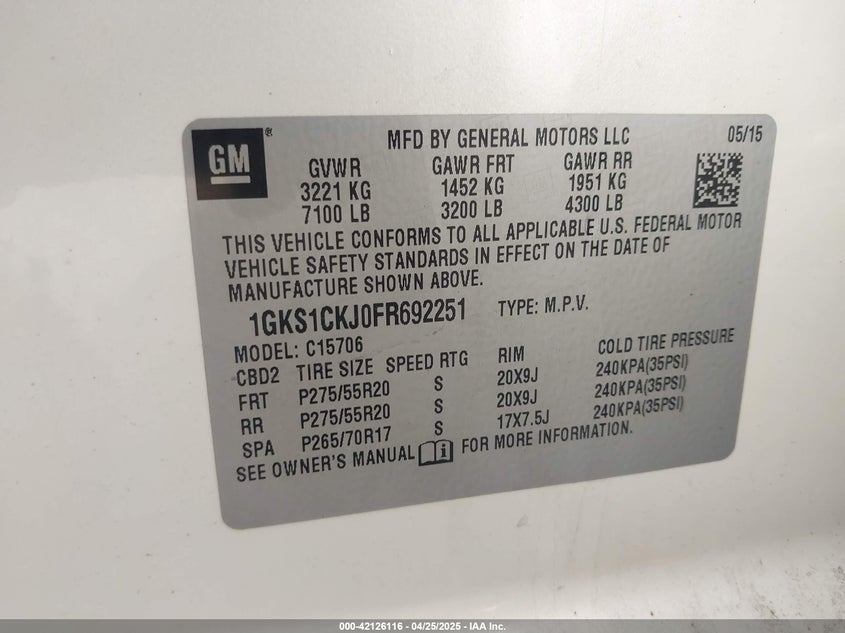 GM®
MFD BY GENERAL MOTORS LLC 05/15
GVWR GAWR FRT GAWR RR
3221 KG 1452 KG 1951 KG
7100 LB 3200 LB 4300 LB
THIS VEHICLE CONFORMS TO ALL APPLICABLE U.S. FEDERAL MOTOR
VEHICLE SAFETY STANDARDS IN EFFECT ON THE DATE OF
MANUFACTURE SHOWN ABOVE.
1GKS1CKJ0FR692251 TYPE: M.P.V.
MODEL: C15706
CBD2 TIRE SIZE SPEED RTG RIM COLD TIRE PRESSURE
FRT P275/55R20 S 20X9J 240KPA(35PSI)
RR P275/55R20 S 20X9J 240KPA(35PSI)
SPA P265/70R17 S 17X7.5J 240KPA(35PSI)
SEE OWNER'S MANUAL i FOR MORE INFORMATION.
000-42126116 - 04/25/2025 - IAA Inc.